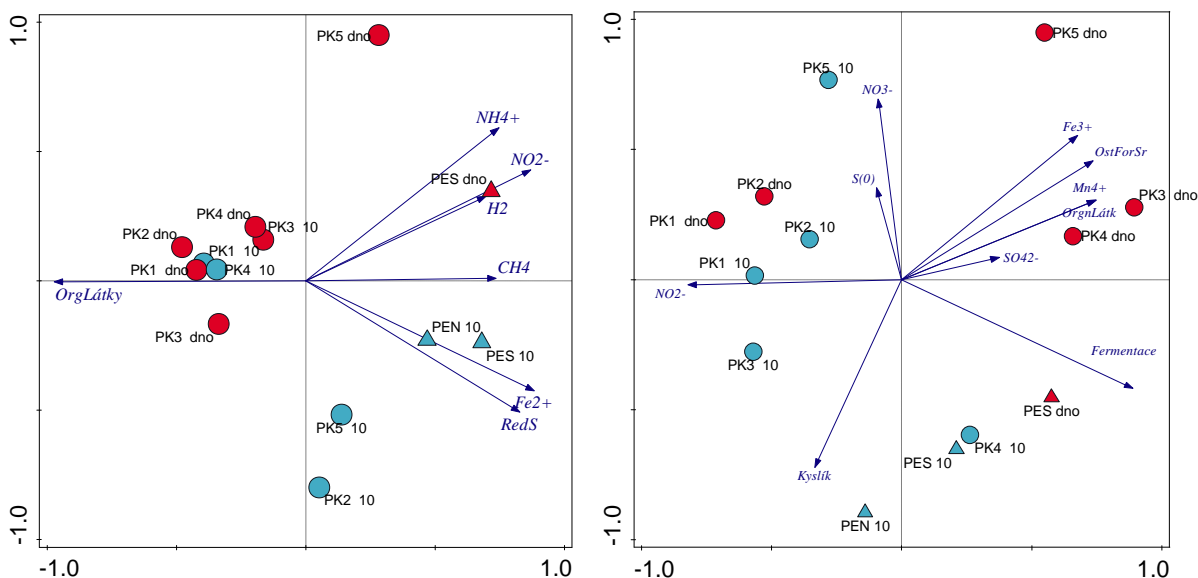 1.0
PK5 dno
NH4+
NO2-
PES dno
H2
PK4 dno
PK3 10
PK2 dno
PK1 10
PK1 dno
PK4 10
CH4
OrgLátky
PK3 dno
PEN 10
PES 10
Fe2+
RedS
PK5 10
PK2 10
-1.0
-1.0
1.0
1.0
PK5 dno
PK5 10
NO3-
Fe3+
OstForSr
S(0)
PK2 dno
Mn4+
PK3 dno
PK1 dno
OrgnLátk
PK2 10
PK4 dno
SO42-
PK1 10
NO2-
PK3 10
Fermentace
PES dno
PK4 10
PES 10
Kyslík
PEN 10
-1.0
-1.0
1.0